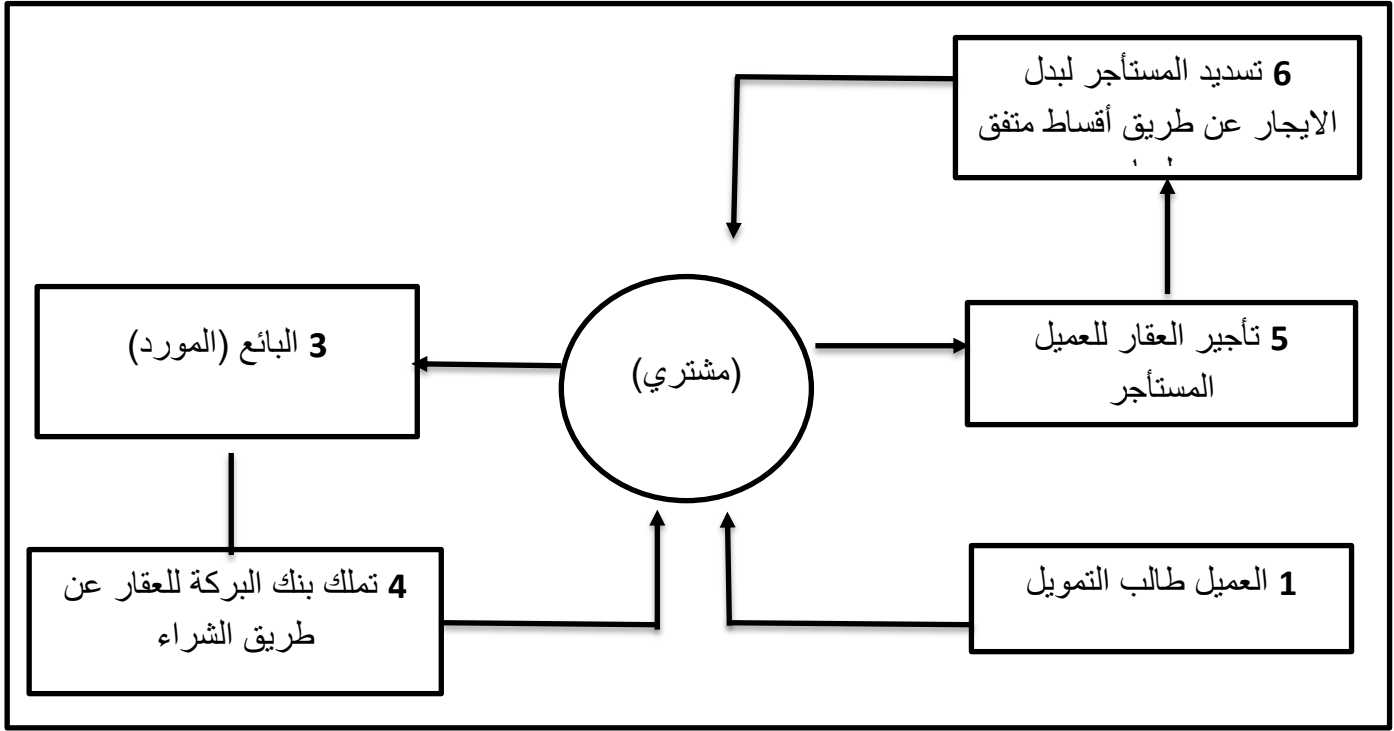 6 تسديد المستأجر لبدل
الايجار عن طريق أقساط متفق
3 البائع (المورد)
(مشتري)
5 تأجير العقار للعميل
المستأجر
4 تملك بنك البركة للعقار عن
طريق الشراء
1 العميل طالب التمويل